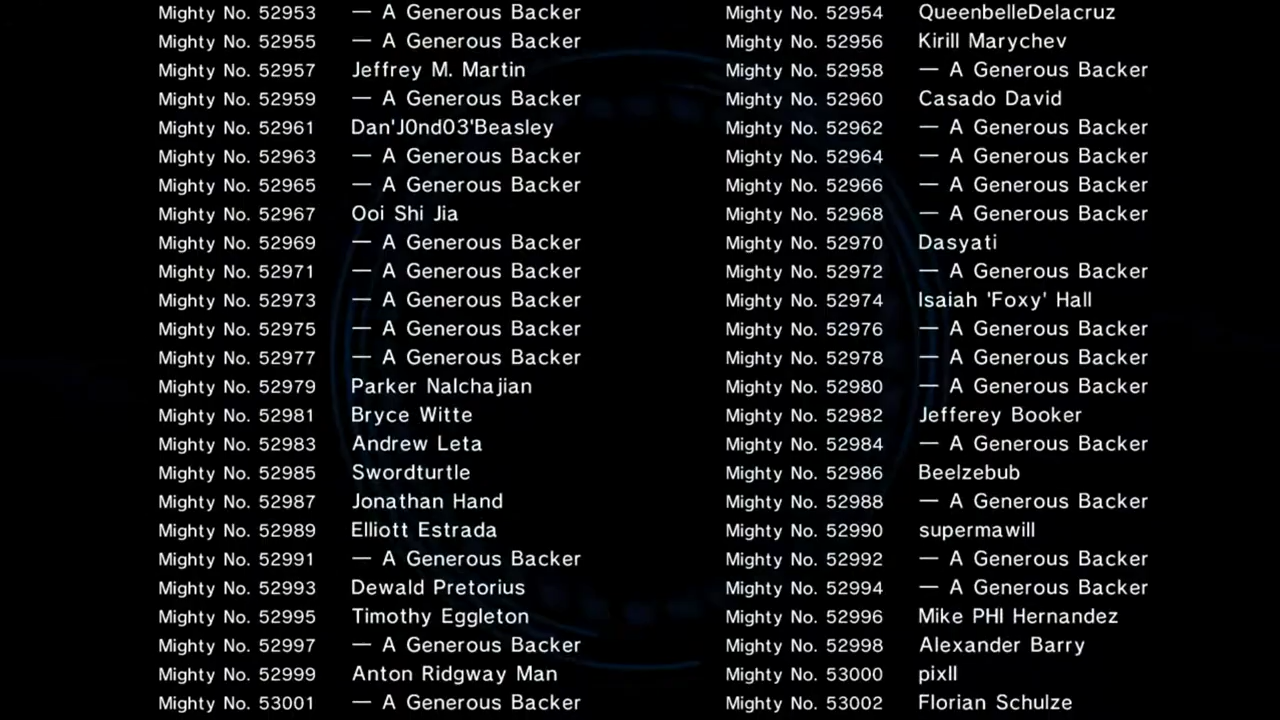 Mighty No. 52953 — A Generous Backer Mighty No. 52954 QueenbelleDelacruz
Mighty No. 52955 — A Generous Backer Mighty No. 52956 Kirill Marychev
Mighty No. 52957 Jeffrey M. Martin Mighty No. 52958 — A Generous Backer
Mighty No. 52959 — A Generous Backer Mighty No. 52960 Casado David
Mighty No. 52961 Dan'J0nd03'Beasley Mighty No. 52962 — A Generous Backer
Mighty No. 52963 — A Generous Backer Mighty No. 52964 — A Generous Backer
Mighty No. 52965 — A Generous Backer Mighty No. 52966 — A Generous Backer
Mighty No. 52967 Ooi Shi Jia Mighty No. 52968 — A Generous Backer
Mighty No. 52969 — A Generous Backer Mighty No. 52970 Dasyati
Mighty No. 52971 — A Generous Backer Mighty No. 52972 — A Generous Backer
Mighty No. 52973 — A Generous Backer Mighty No. 52974 Isaiah 'Foxy' Hall
Mighty No. 52975 — A Generous Backer Mighty No. 52976 — A Generous Backer
Mighty No. 52977 — A Generous Backer Mighty No. 52978 — A Generous Backer
Mighty No. 52979 Parker Nalchajian Mighty No. 52980 — A Generous Backer
Mighty No. 52981 Bryce Witte Mighty No. 52982 Jefferey Booker
Mighty No. 52983 Andrew Leta Mighty No. 52984 — A Generous Backer
Mighty No. 52985 Swordturtle Mighty No. 52986 Beelzebub
Mighty No. 52987 Jonathan Hand Mighty No. 52988 — A Generous Backer
Mighty No. 52989 Elliott Estrada Mighty No. 52990 supermawill
Mighty No. 52991 — A Generous Backer Mighty No. 52992 — A Generous Backer
Mighty No. 52993 Dewald Pretorius Mighty No. 52994 — A Generous Backer
Mighty No. 52995 Timothy Eggleton Mighty No. 52996 Mike PHI Hernandez
Mighty No. 52997 — A Generous Backer Mighty No. 52998 Alexander Barry
Mighty No. 52999 Anton Ridgway Man Mighty No. 53000 pixll
Mighty No. 53001 — A Generous Backer Mighty No. 53002 Florian Schulze